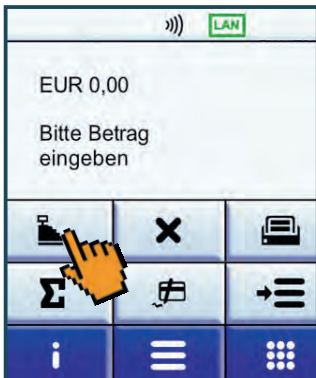 LAN
EUR 0,00
Bitte Betrag
eingeben
Σ
i